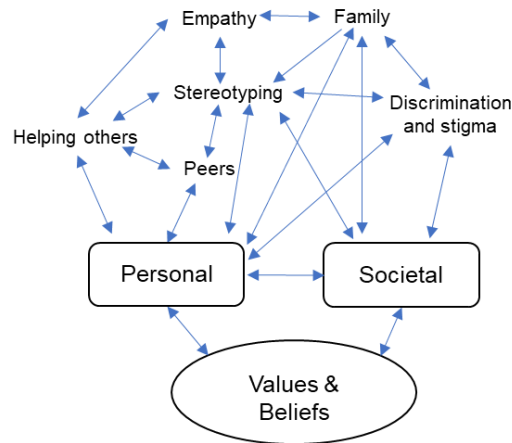 Empathy
Family
Stereotyping
Discrimination
and stigma
Helping others
Peers
Personal
Societal
Values &
Beliefs